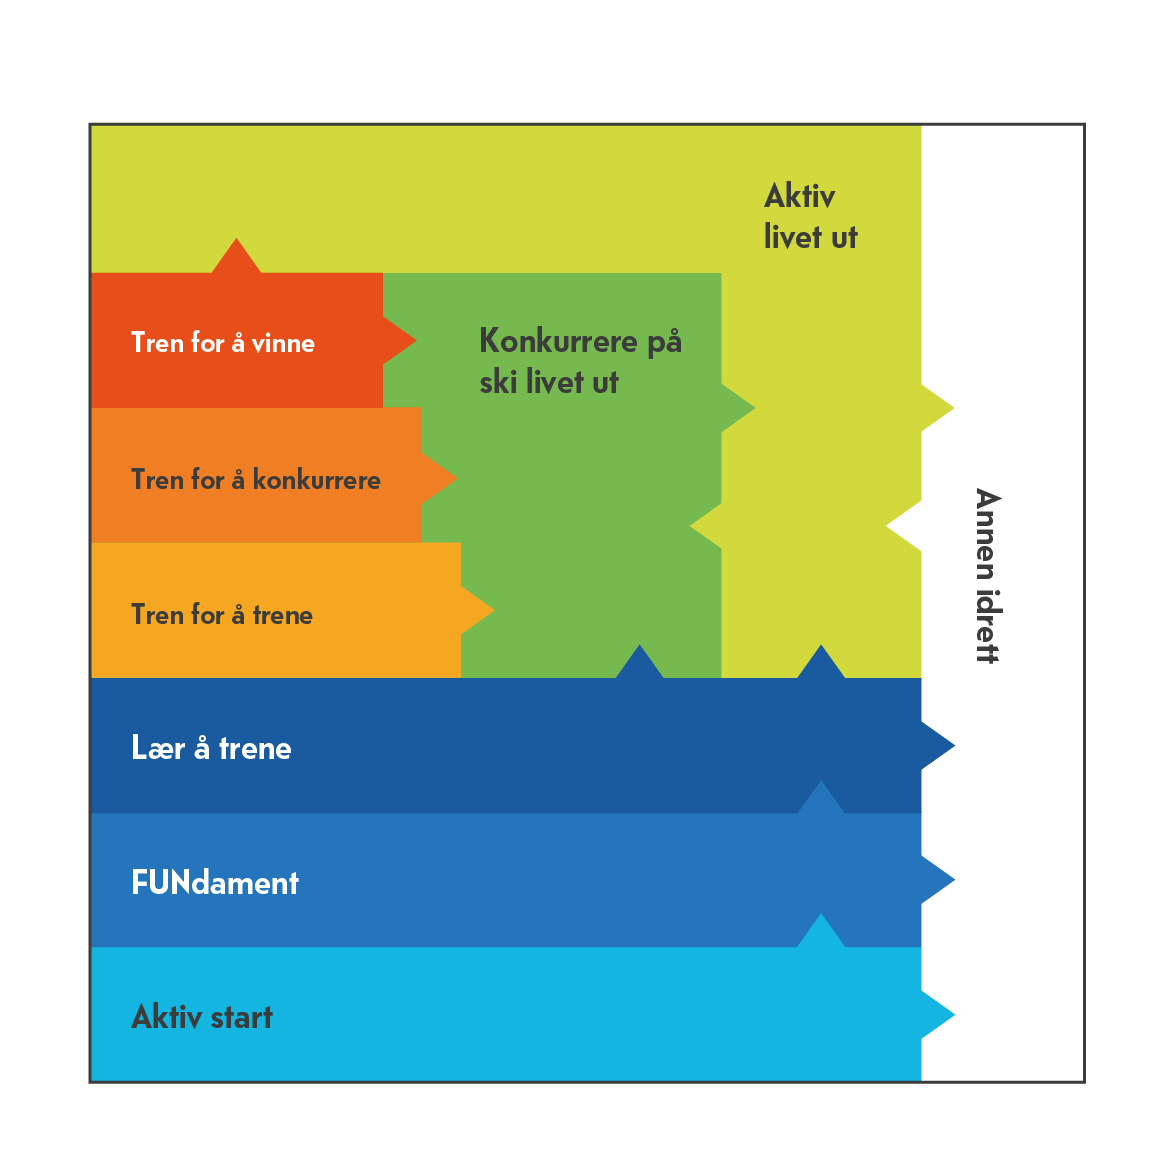 Aktiv
livet ut
Tren for å vinne
Konkurrere på
ski livet ut
Tren for å konkurrere
Tren for å trene
Annen idrett
Lær å trene
FUNdament
Aktiv start